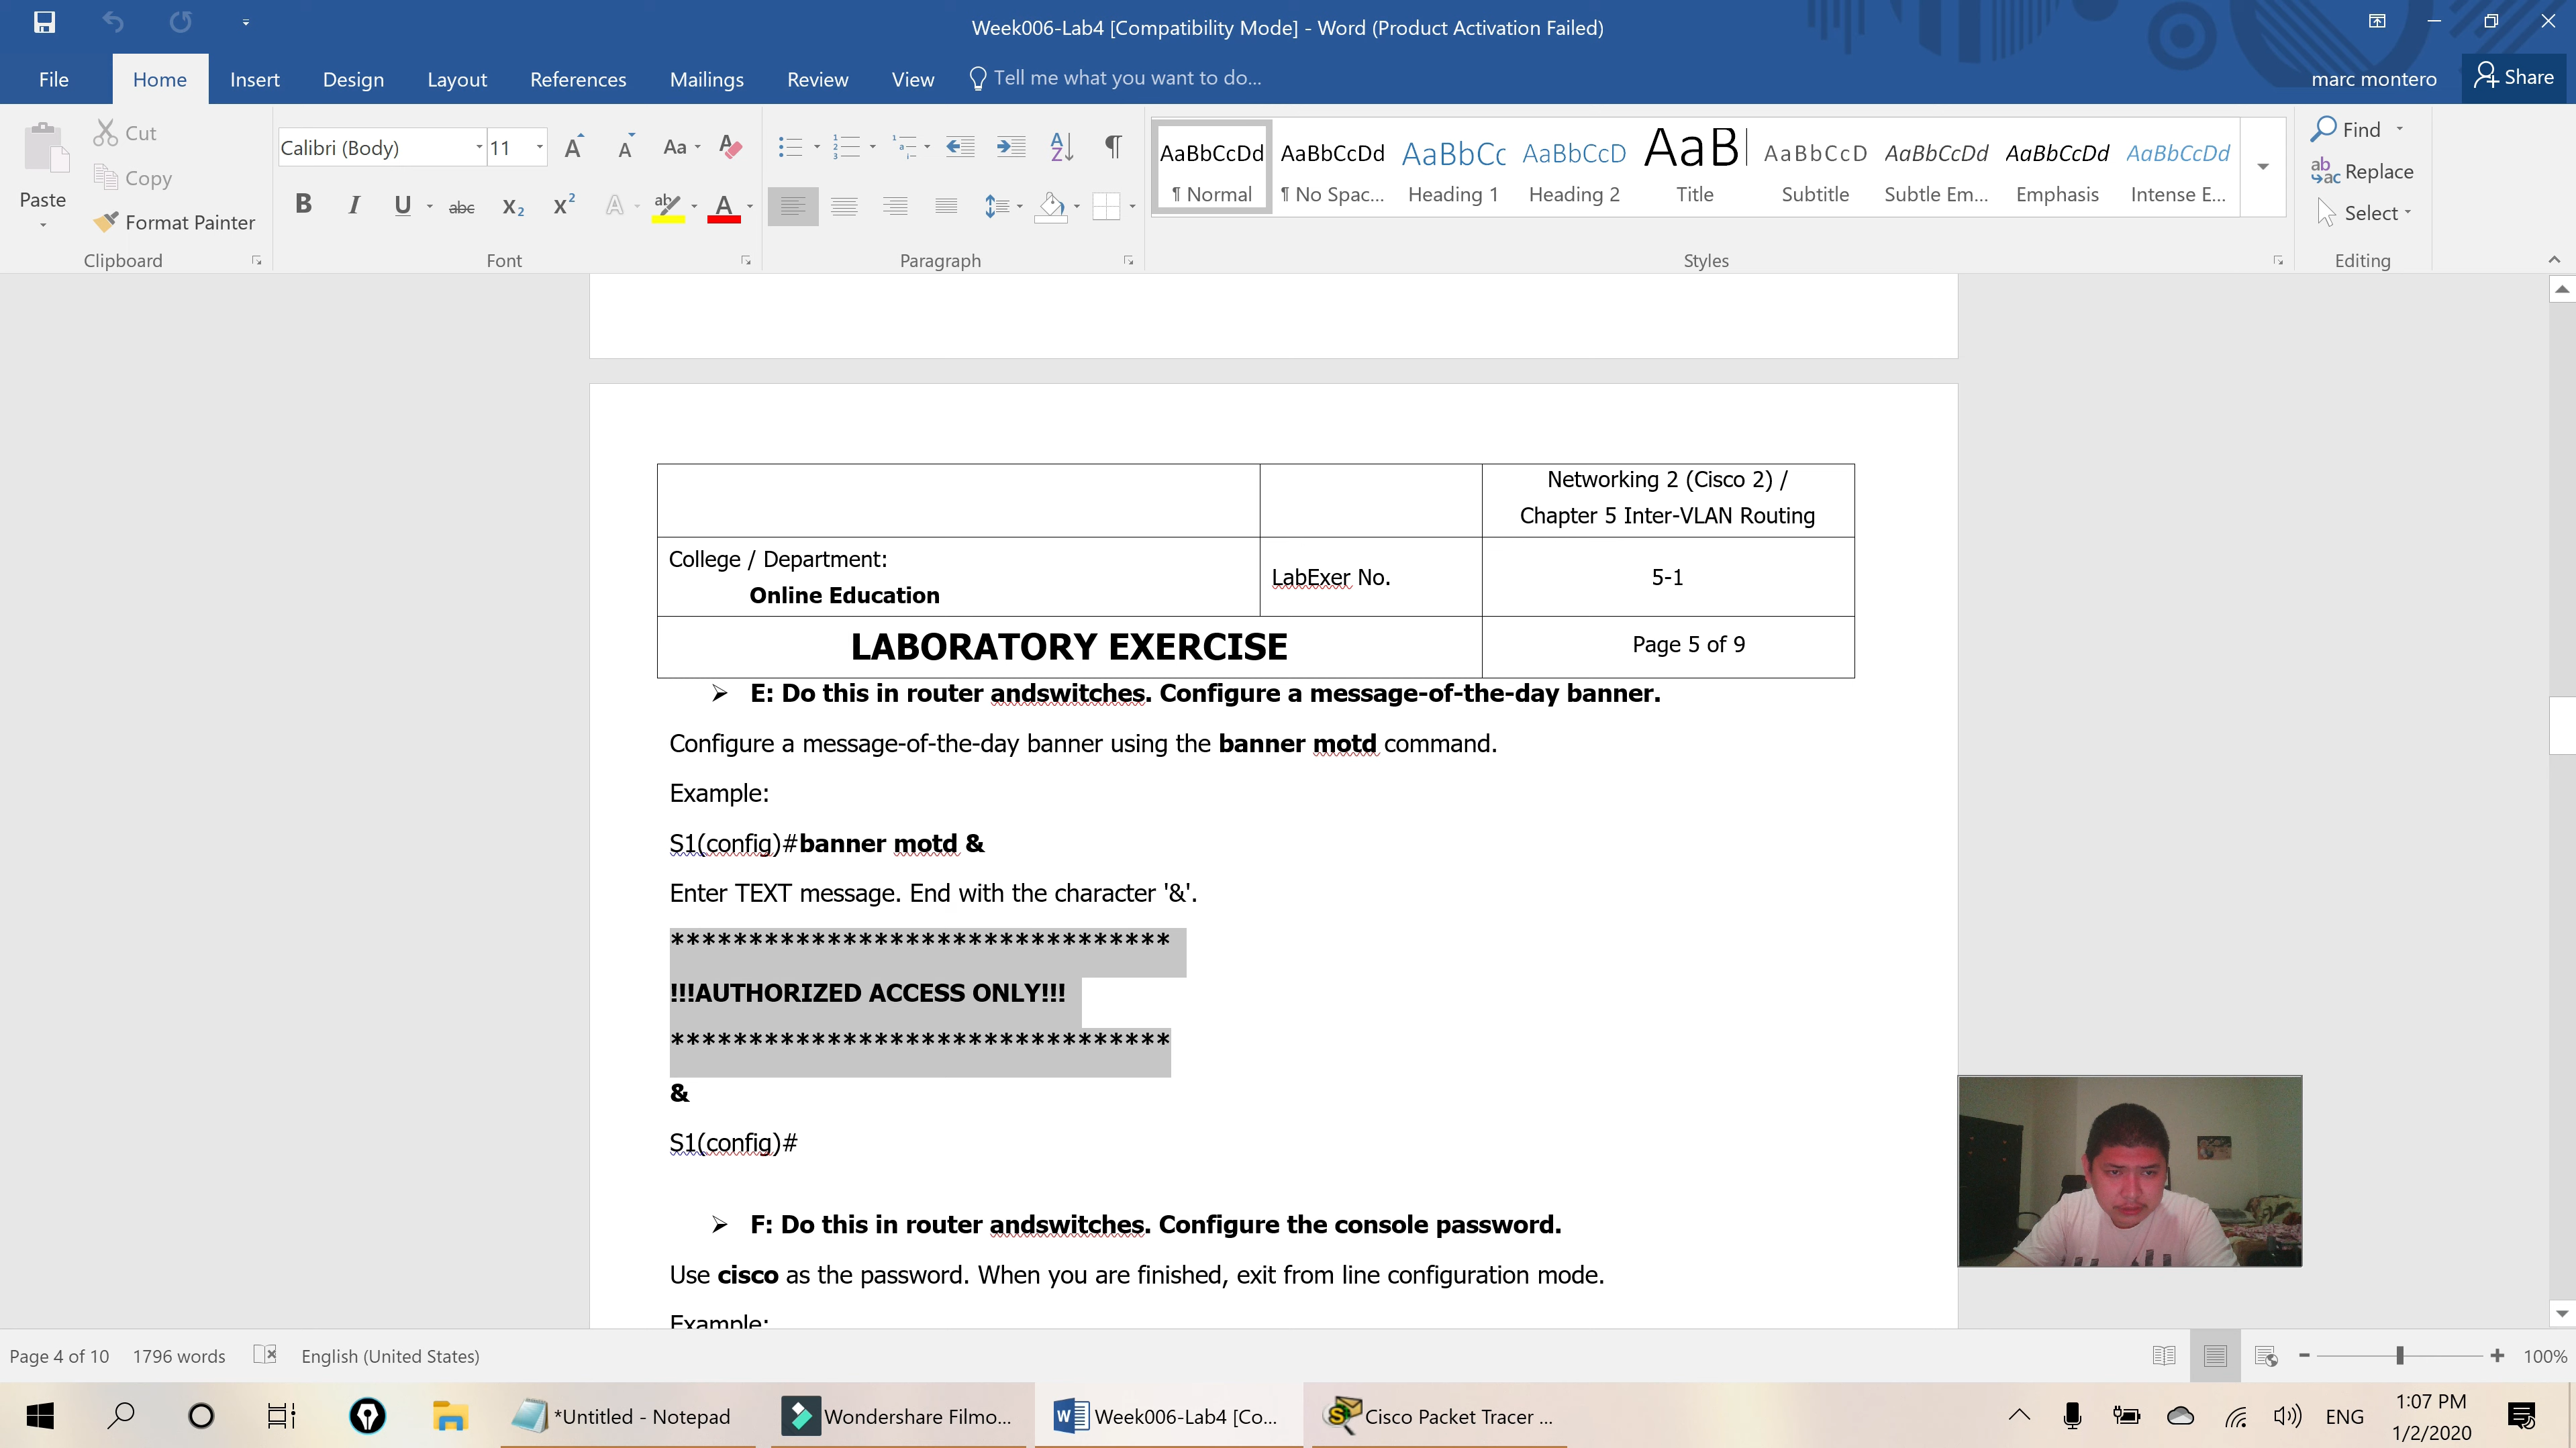 Week006-Lab4 [Compatibility Mode] - Word (Product Activation Failed)
File Home Insert Design Layout References Mailings Review View Tell me what you want to do... marc montero Share
Paste
Cut
Copy
Format Painter
Clipboard
Calibri (Body) 11
Font
Paragraph
AaBbCcDd AaBbCcDd AaBbCc AaBbCcD AaB AaBbCcD AaBbCcDd AaBbCcDd AaBbCcDd
¶ Normal ¶ No Spac... Heading 1 Heading 2 Title Subtitle Subtle Em... Emphasis Intense E...
Styles
Find
Replace
Select
Editing
Networking 2 (Cisco 2) /
Chapter 5 Inter-VLAN Routing
College / Department:
Online Education
LabExer No.
5-1
LABORATORY EXERCISE
Page 5 of 9
➢ E: Do this in router andswitches. Configure a message-of-the-day banner.
Configure a message-of-the-day banner using the banner motd command.
Example:
S1(config)#banner motd &
Enter TEXT message. End with the character '&'.
********************************
!!!AUTHORIZED ACCESS ONLY!!!
********************************
&
S1(config)#
➢ F: Do this in router andswitches. Configure the console password.
Use cisco as the password. When you are finished, exit from line configuration mode.
Example:
Page 4 of 10 1796 words English (United States) 100%
*Untitled - Notepad Wondershare Filmo... Week006-Lab4 [Co... Cisco Packet Tracer ... ENG
1:07 PM
1/2/2020